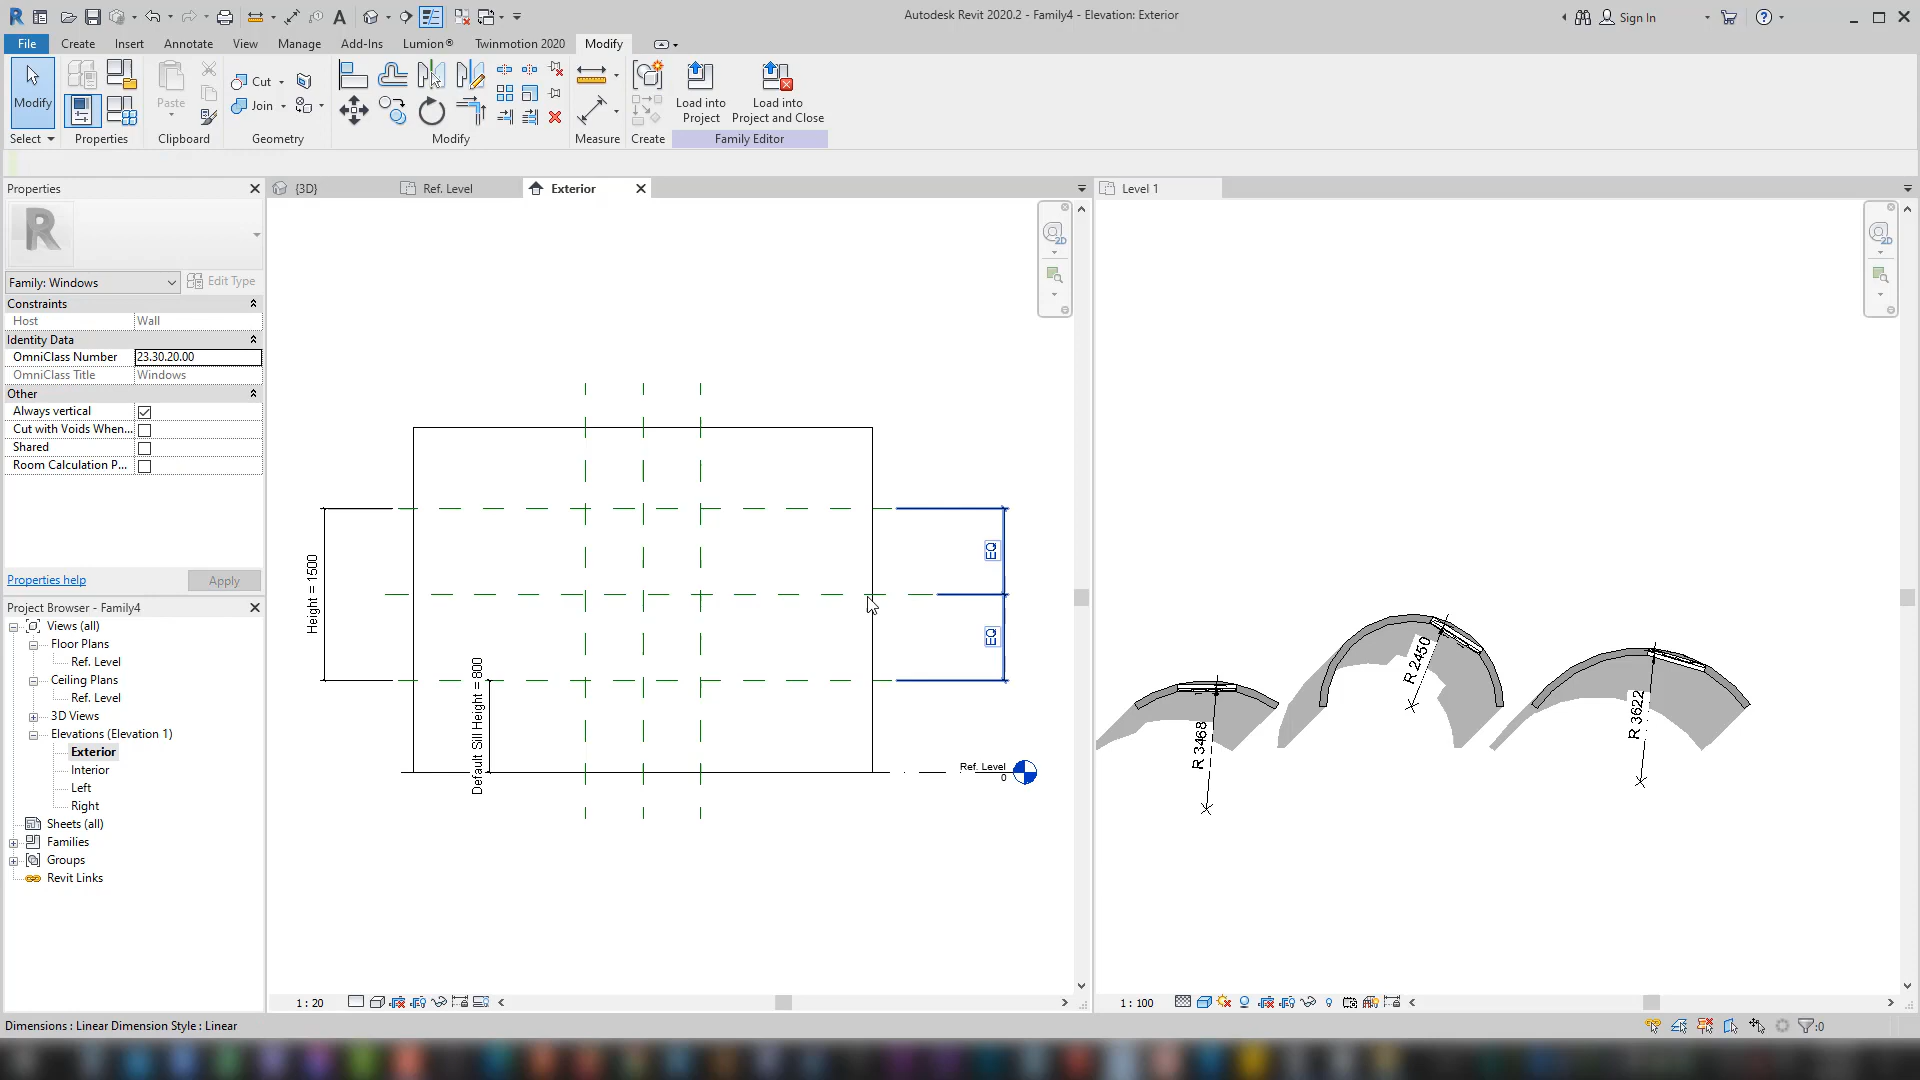 Autodesk Revit 2020.2 - Family4 - Elevation: Exterior
Sign In
File
Create
Insert
Annotate
View
Manage
Add-Ins
Lumion®
Twinmotion 2020
Modify
Modify
Paste
Cut
Join
Load into
Project
Load into
Project and Close
Select
Properties
Clipboard
Geometry
Modify
Measure
Create
Family Editor
Properties
{3D}
Ref. Level
Exterior
Level 1
R
Family: Windows
Edit Type
Constraints
Host
Wall
Identity Data
OmniClass Number
23.30.20.00
OmniClass Title
Windows
Other
Always vertical
Cut with Voids When...
Shared
Room Calculation P...
Properties help
Apply
Project Browser - Family4
Views (all)
Floor Plans
Ref. Level
Ceiling Plans
Ref. Level
3D Views
Elevations (Elevation 1)
Exterior
Interior
Left
Right
Sheets (all)
Families
Groups
Revit Links
Height = 1500
Default Sill Height = 800
EQ
EQ
Ref. Level
0
2D
2D
R 3468
R 2450
R 3622
1 : 20
1 : 100
Dimensions : Linear Dimension Style : Linear
:0